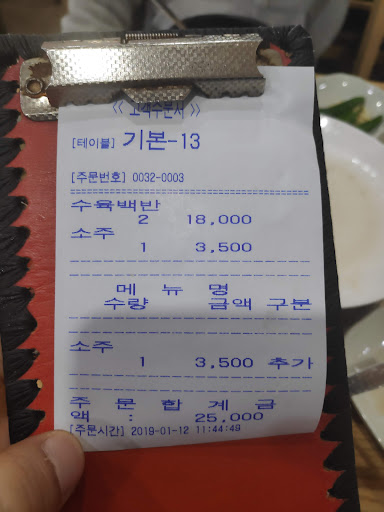 << 고객주문서 >>
[테이블] 기본-13
[주문번호] 0032-0003
수육백반
2 18,000
소주
1 3,500
메 뉴 명
수량 금액 구분
소주
1 3,500 추가
주 문 합 계 금
액 : 25,000
[주문시간] 2019-01-12 11:44:49